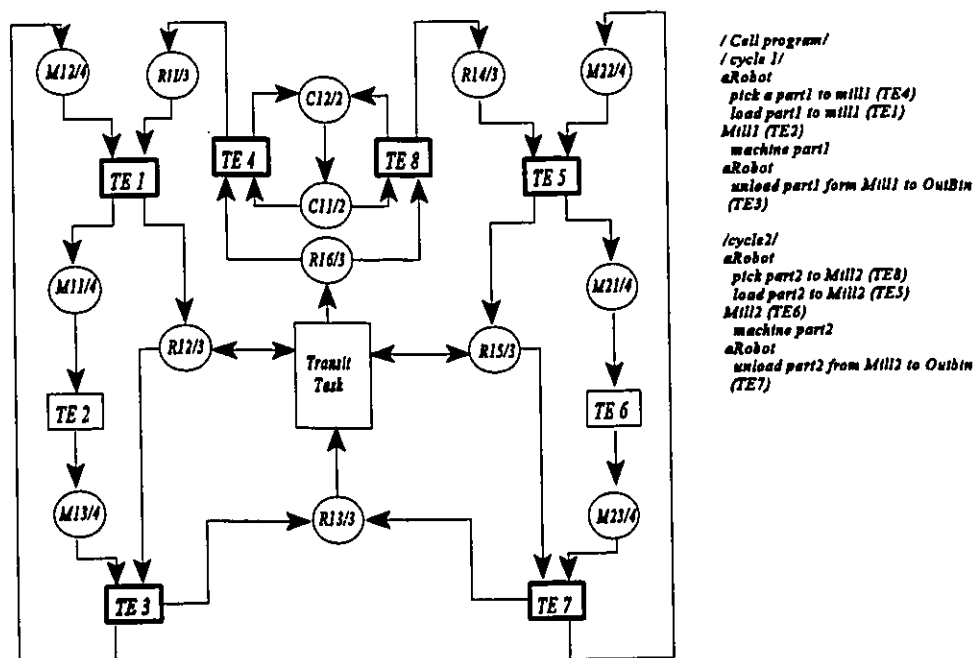 M12/4
R11/3
C12/2
R14/3
M22/4
TE 1
TE 4
TE 8
TE 5
C11/2
R16/3
M11/4
M21/4
R12/3
Transit
Task
R15/3
TE 2
TE 6
M13/4
R13/3
M23/4
TE 3
TE 7
/ Cell program/
/ cycle 1/
aRobot
pick a part1 to mill1 (TE4)
load part1 to mill1 (TE1)
Mill1 (TE2)
machine part1
aRobot
unload part1 form Mill1 to OutBin
(TE3)
/cycle2/
aRobot
pick part2 to Mill2 (TE8)
load part2 to Mill2 (TE5)
Mill2 (TE6)
machine part2
aRobot
unload part2 from Mill2 to Outbin
(TE7)